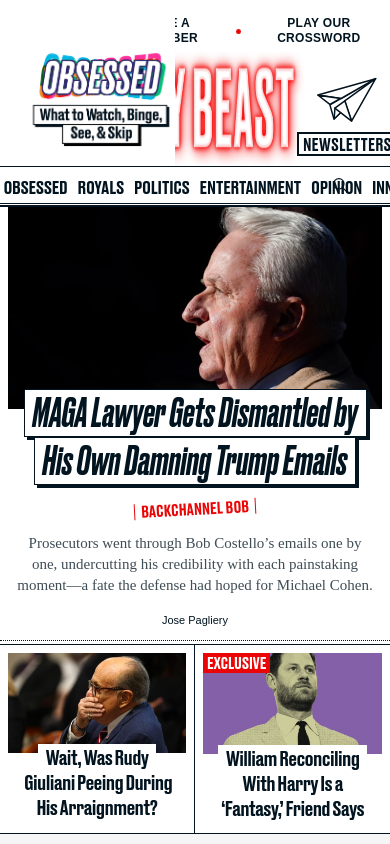 E A
BER
PLAY OUR
CROSSWORD
OBSESSED
What to Watch, Binge,
See, & Skip
Y BEAST
NEWSLETTERS
OBSESSED ROYALS POLITICS ENTERTAINMENT OPINION INN
MAGA Lawyer Gets Dismantled by
His Own Damning Trump Emails
BACKCHANNEL BOB
Prosecutors went through Bob Costello’s emails one by
one, undercutting his credibility with each painstaking
moment—a fate the defense had hoped for Michael Cohen.
Jose Pagliery
Wait, Was Rudy
Giuliani Peeing During
His Arraignment?
EXCLUSIVE
William Reconciling
With Harry Is a
‘Fantasy,’ Friend Says